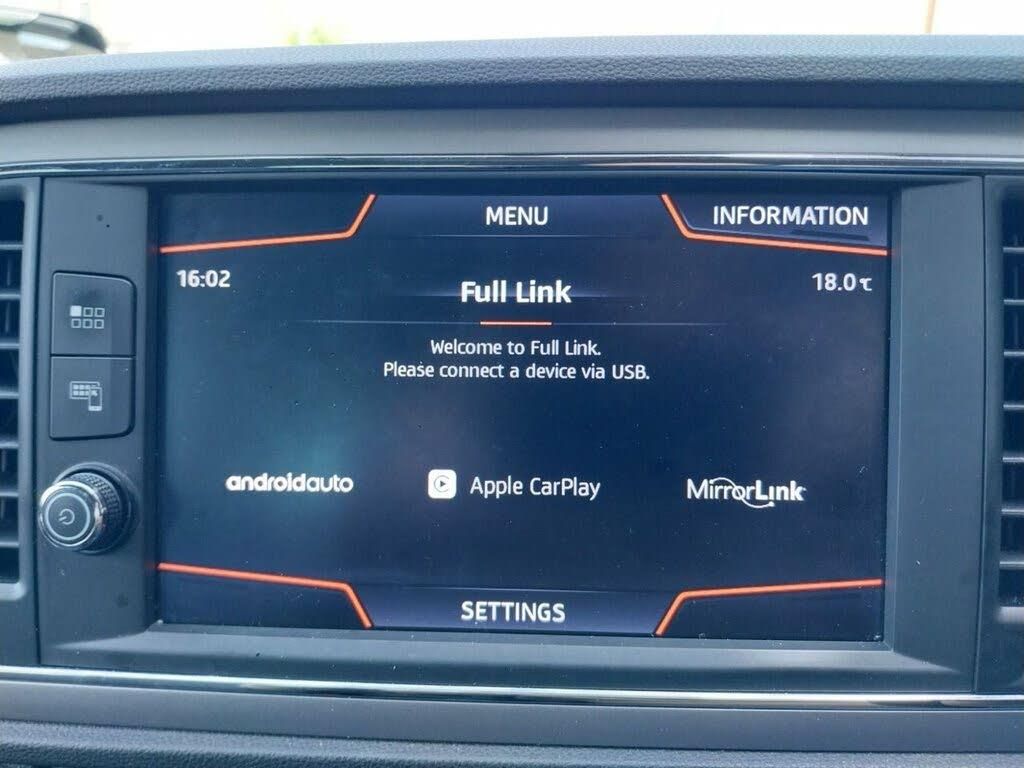 MENU
INFORMATION
16:02
18.0℃
Full Link
Welcome to Full Link.
Please connect a device via USB.
androidauto
Apple CarPlay
MirrorLink
SETTINGS